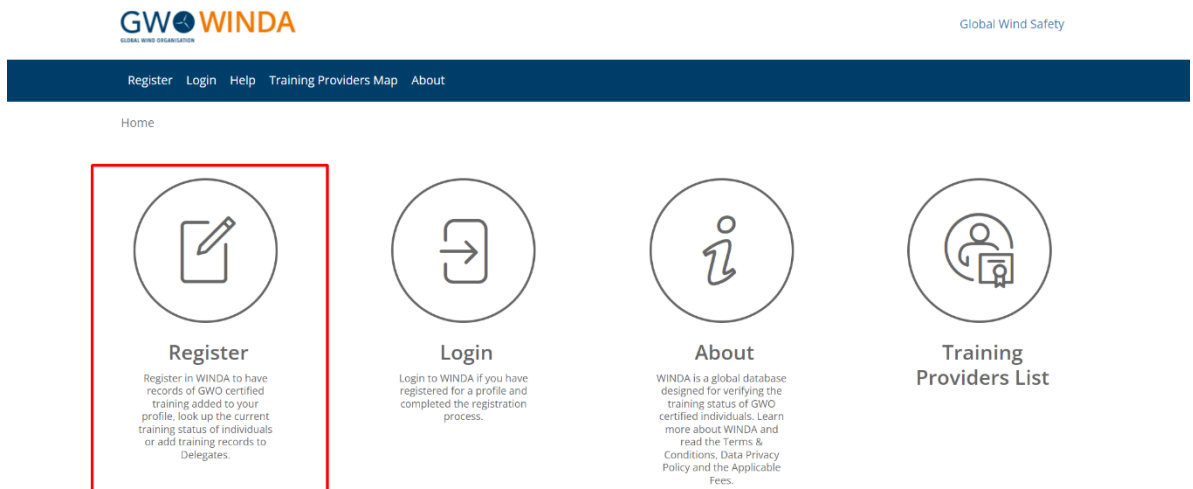 GWO WINDA
GLOBAL WIND ORGANISATION
Global Wind Safety
Register Login Help Training Providers Map About
Home
Register
Register in WINDA to have
records of GWO certified
training added to your
profile, look up the current
training status of individuals
or add training records to
Delegates.
Login
Login to WINDA if you have
registered for a profile and
completed the registration
process.
About
WINDA is a global database
designed for verifying the
training status of GWO
certified individuals. Learn
more about WINDA and
read the Terms &
Conditions, Data Privacy
Policy and the Applicable
Fees.
Training
Providers List